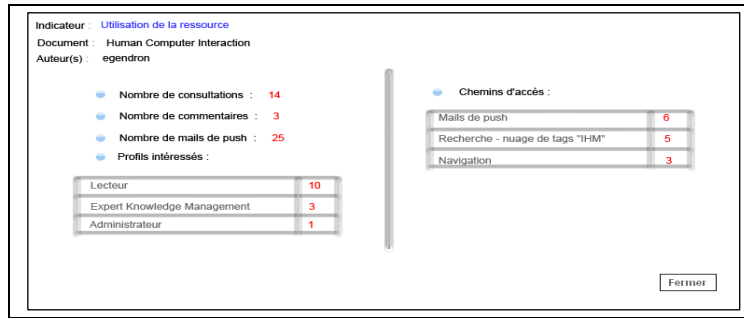 Indicateur : Utilisation de la ressource
Document : Human Computer Interaction
Auteur(s) : egendron
Nombre de consultations : 14
Nombre de commentaires : 3
Nombre de mails de push : 25
Profils intéressés :
Lecteur 10
Expert Knowledge Management 3
Administrateur 1
Chemins d'accès :
Mails de push 6
Recherche - nuage de tags "IHM" 5
Navigation 3
Fermer